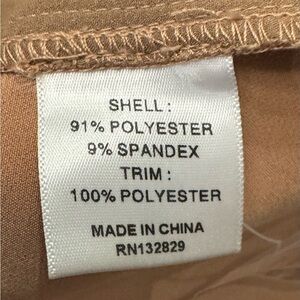 SHELL :
91% POLYESTER
9% SPANDEX
TRIM :
100% POLYESTER
MADE IN CHINA
RN132829